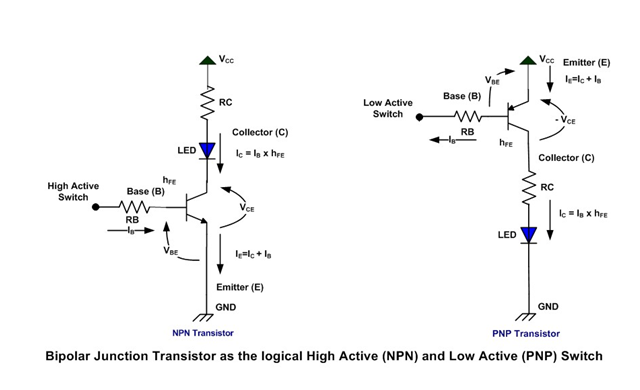 VCC
RC
Collector (C)
LED
IC = IB x hFE
hFE
High Active
Switch
Base (B)
RB
IB
VCE
VBE
IE=IC + IB
Emitter (E)
GND
NPN Transistor
VCC
Emitter (E)
IE=IC + IB
VBE
Base (B)
Low Active
Switch
RB
IB
- VCE
hFE
Collector (C)
RC
IC = IB x hFE
LED
GND
PNP Transistor
Bipolar Junction Transistor as the logical High Active (NPN) and Low Active (PNP) Switch